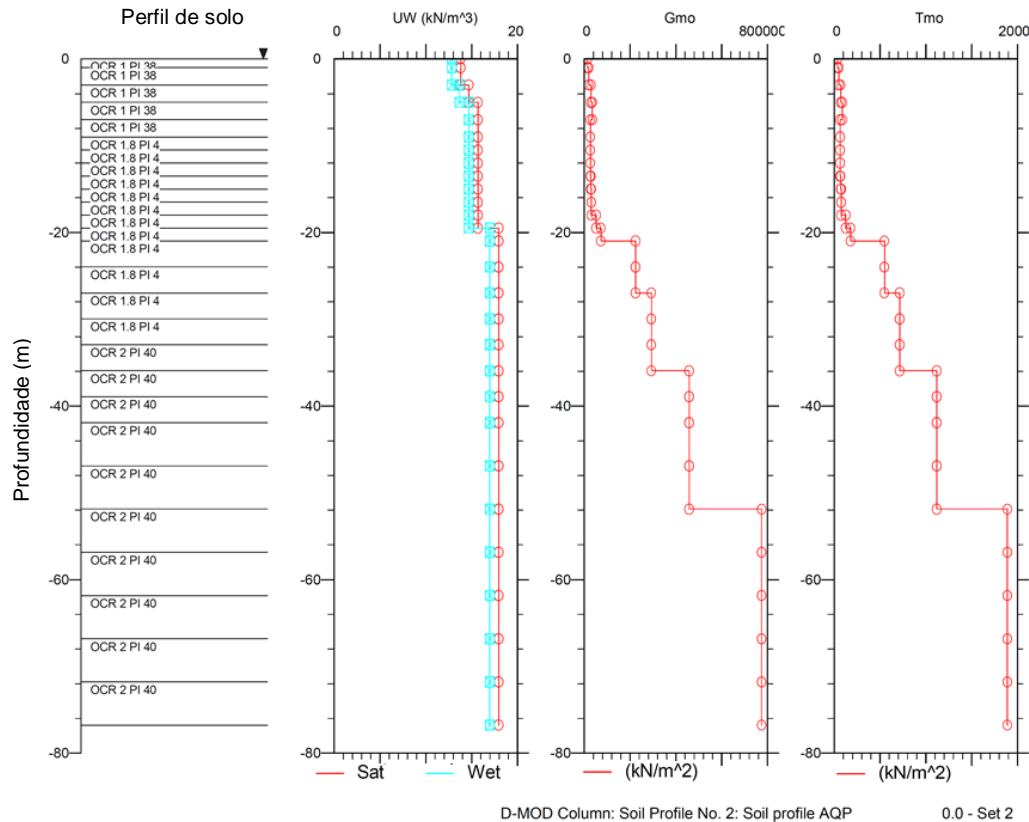 Perfil de solo
UW (kN/m^3)
Gmo
Tmo
0
20
0
800000
0
2000
0
-20
-40
-60
-80
Profundidade (m)
OCR 1 PI 38
OCR 1 PI 38
OCR 1 PI 38
OCR 1 PI 38
OCR 1 PI 38
OCR 1.8 PI 4
OCR 1.8 PI 4
OCR 1.8 PI 4
OCR 1.8 PI 4
OCR 1.8 PI 4
OCR 1.8 PI 4
OCR 1.8 PI 4
OCR 1.8 PI 4
OCR 1.8 PI 4
OCR 1.8 PI 4
OCR 1.8 PI 4
OCR 1.8 PI 4
OCR 2 PI 40
OCR 2 PI 40
OCR 2 PI 40
OCR 2 PI 40
OCR 2 PI 40
OCR 2 PI 40
OCR 2 PI 40
OCR 2 PI 40
OCR 2 PI 40
OCR 2 PI 40
0
-20
-40
-60
-80
0
-20
-40
-60
-80
0
-20
-40
-60
-80
Sat
Wet
(kN/m^2)
(kN/m^2)
D-MOD Column: Soil Profile No. 2: Soil profile AQP
0.0 - Set 2